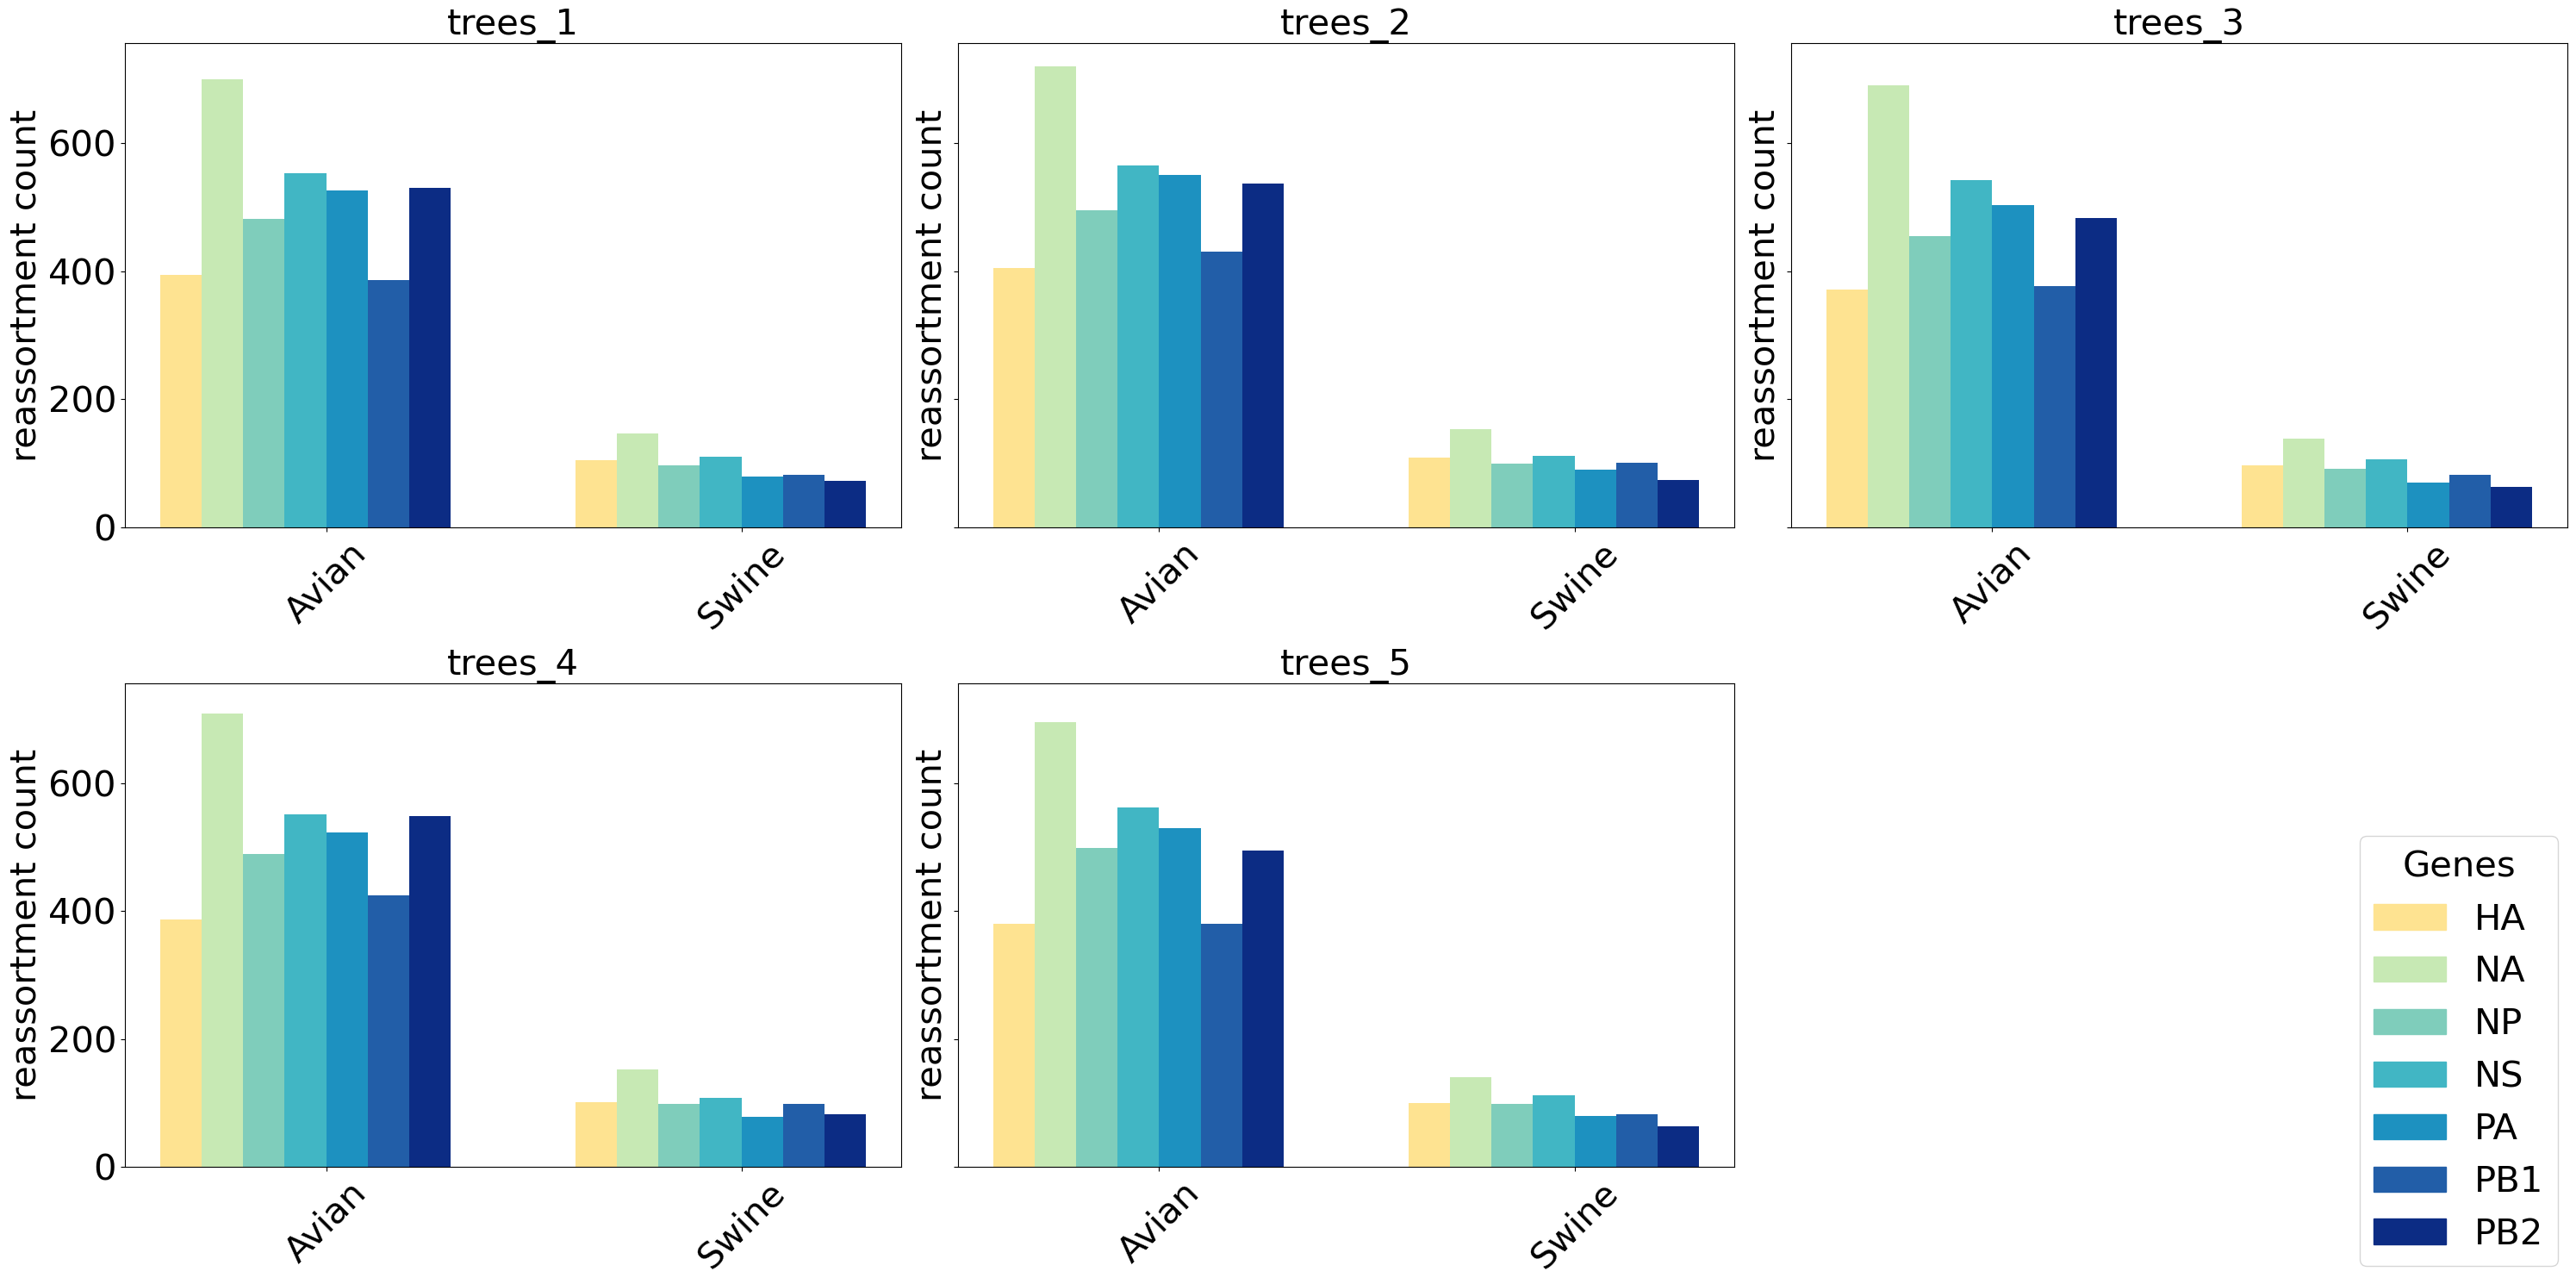 trees_1
trees_2
trees_3
reassortment count
600
400
200
0
Avian
Swine
reassortment count
Avian
Swine
reassortment count
Avian
Swine
trees_4
trees_5
reassortment count
600
400
200
0
Avian
Swine
reassortment count
Avian
Swine
Genes
HA
NA
NP
NS
PA
PB1
PB2